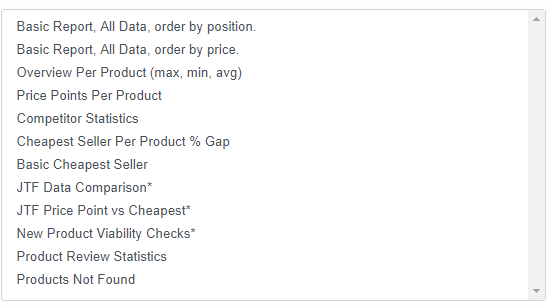 Basic Report, All Data, order by position.
Basic Report, All Data, order by price.
Overview Per Product (max, min, avg)
Price Points Per Product
Competitor Statistics
Cheapest Seller Per Product % Gap
Basic Cheapest Seller
JTF Data Comparison*
JTF Price Point vs Cheapest*
New Product Viability Checks*
Product Review Statistics
Products Not Found